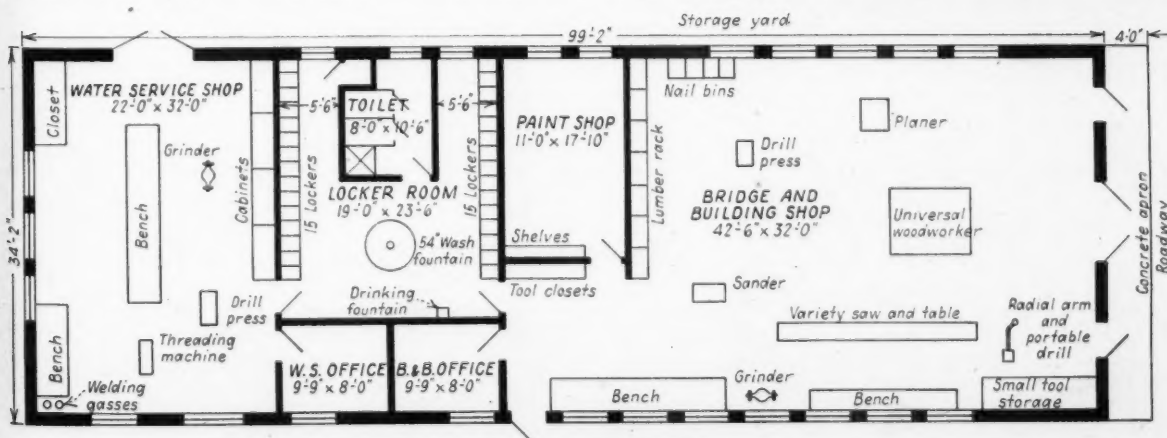 Storage yard
99'-2"
4'-0"
34'-2"
Closet
WATER SERVICE SHOP
22'-0" x 32'-0"
Grinder
Bench
Cabinets
5'-6"
15 Lockers
TOILET
8'-0" x 10'-6"
5'-6"
15 Lockers
LOCKER ROOM
19'-0" x 23'-6"
54" Wash
fountain
Drinking
fountain
Drill
press
Threading
machine
Bench
Welding
gasses
W.S. OFFICE
9'-9" x 8'-0"
B.&B. OFFICE
9'-9" x 8'-0"
PAINT SHOP
11'-0" x 17'-10"
Shelves
Tool closets
Lumber rack
Nail bins
Drill
press
Planer
BRIDGE AND
BUILDING SHOP
42'-6" x 32'-0"
Universal
woodworker
Sander
Variety saw and table
Radial arm
and
portable
drill
Bench
Grinder
Bench
Small tool
storage
Concrete apron
Roadway